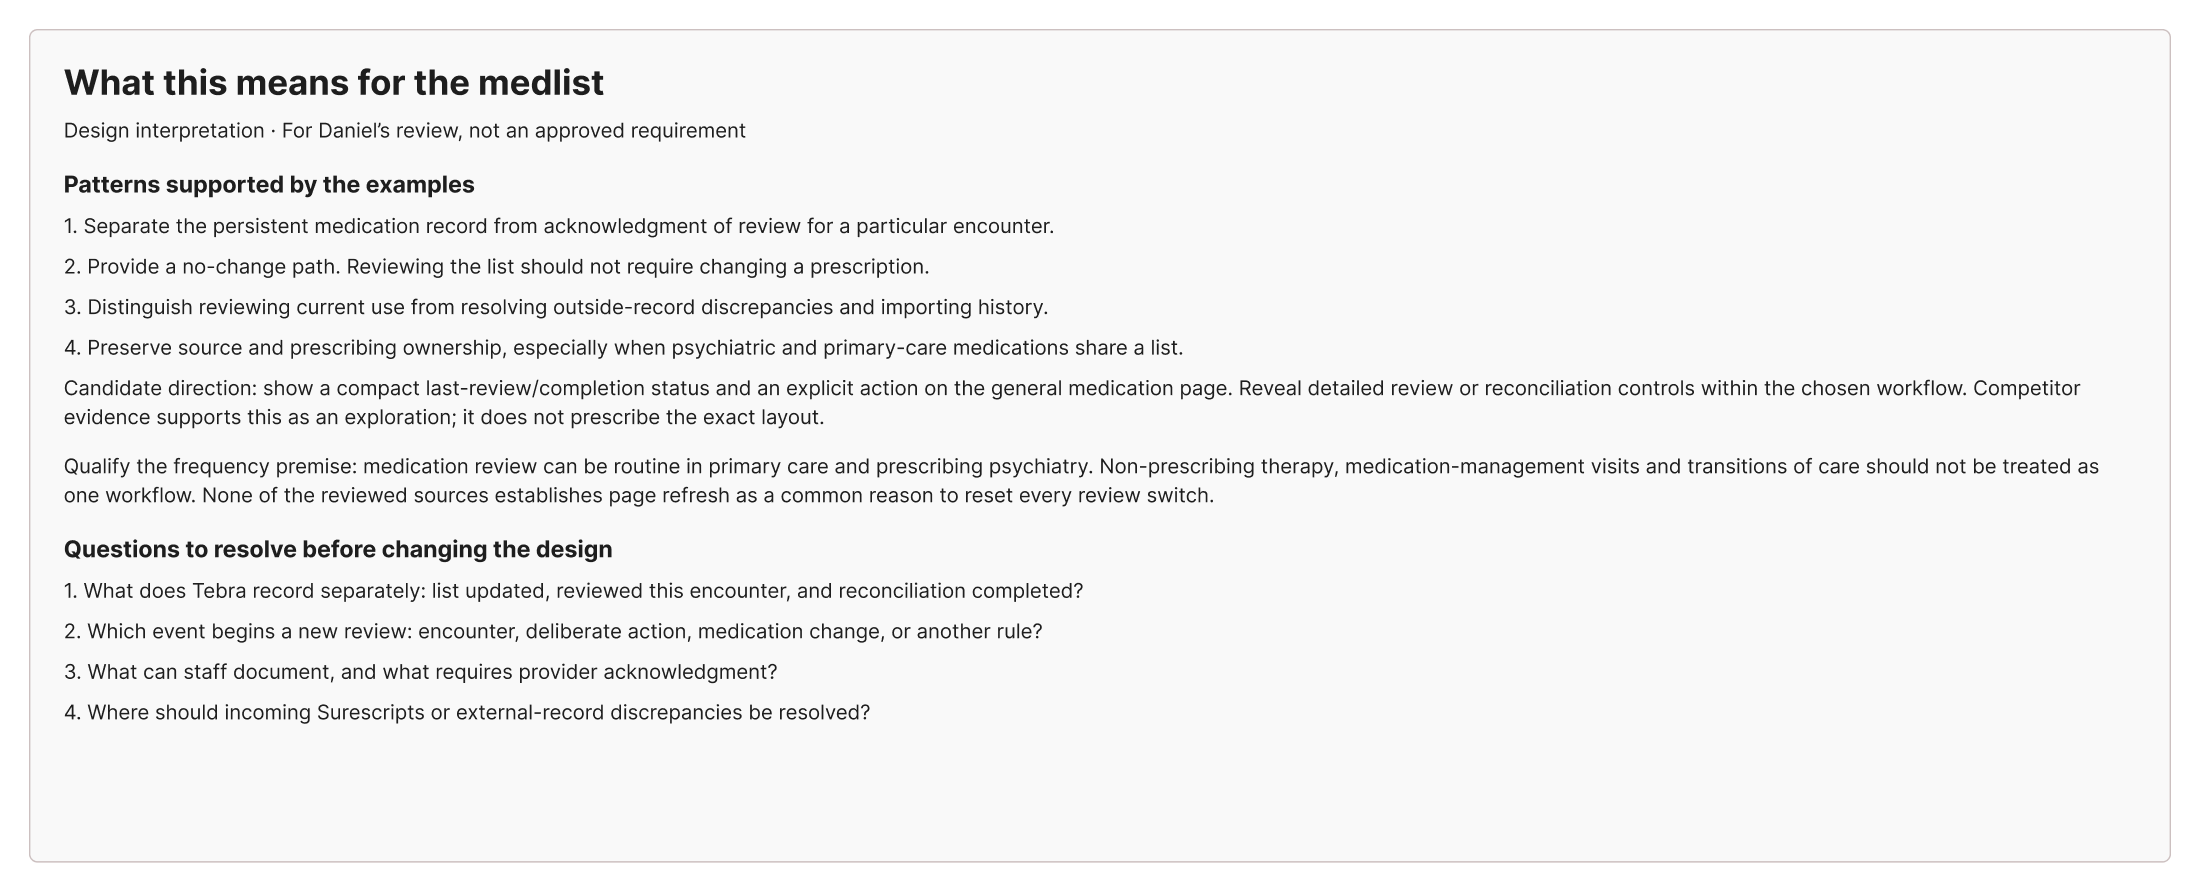 What this means for the medlist
Design interpretation · For Daniel’s review, not an approved requirement
Patterns supported by the examples
1. Separate the persistent medication record from acknowledgment of review for a particular encounter.
2. Provide a no-change path. Reviewing the list should not require changing a prescription.
3. Distinguish reviewing current use from resolving outside-record discrepancies and importing history.
4. Preserve source and prescribing ownership, especially when psychiatric and primary-care medications share a list.
Candidate direction: show a compact last-review/completion status and an explicit action on the general medication page. Reveal detailed review or reconciliation controls within the chosen workflow. Competitor
evidence supports this as an exploration; it does not prescribe the exact layout.
Qualify the frequency premise: medication review can be routine in primary care and prescribing psychiatry. Non-prescribing therapy, medication-management visits and transitions of care should not be treated as
one workflow. None of the reviewed sources establishes page refresh as a common reason to reset every review switch.
Questions to resolve before changing the design
1. What does Tebra record separately: list updated, reviewed this encounter, and reconciliation completed?
2. Which event begins a new review: encounter, deliberate action, medication change, or another rule?
3. What can staff document, and what requires provider acknowledgment?
4. Where should incoming Surescripts or external-record discrepancies be resolved?